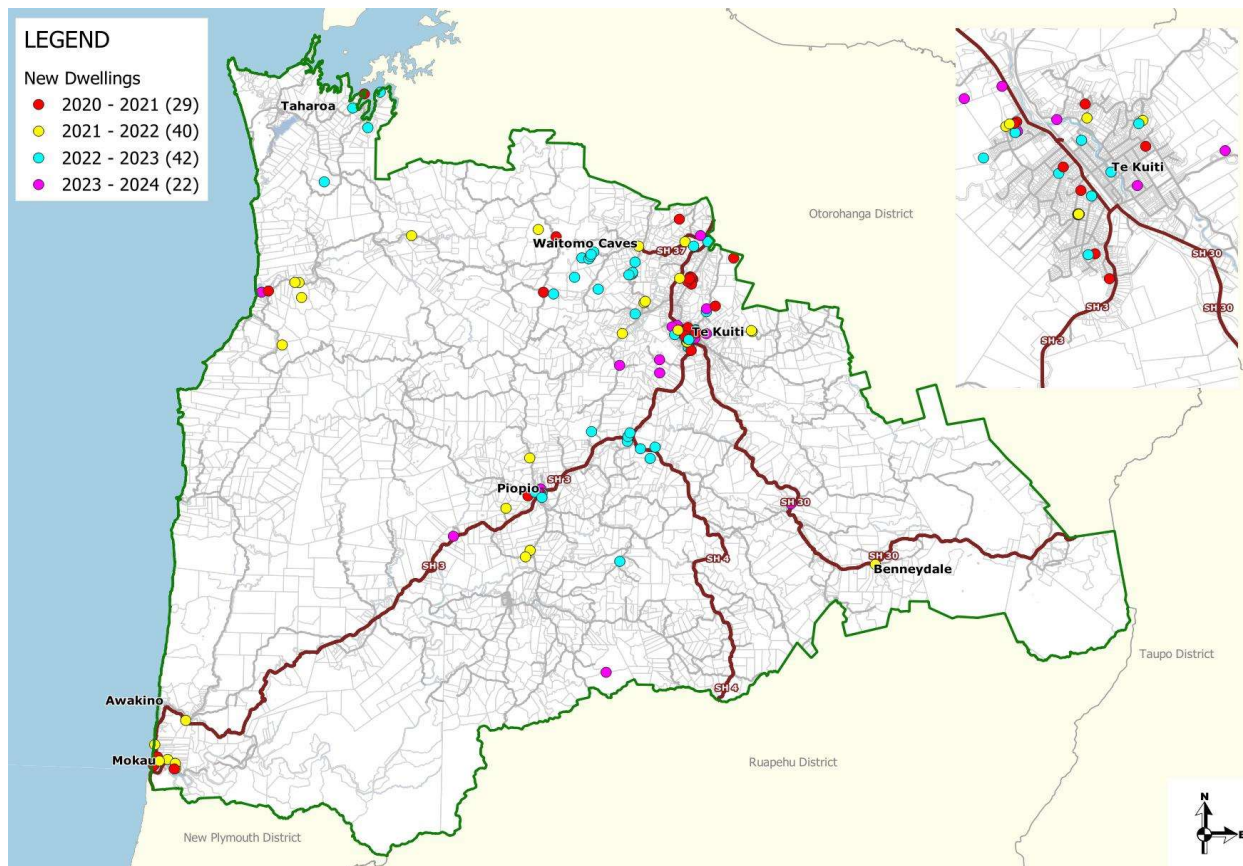 LEGEND
New Dwellings
2020 - 2021 (29)
2021 - 2022 (40)
2022 - 2023 (42)
2023 - 2024 (22)
Taharoa
Te Kuiti
SH 30
SH 3
SH 30
Otorohanga District
Waitomo Caves
SH 37
Te Kuiti
Piopio
SH 3
SH 30
SH 3
SH 4
SH 30
Benneydale
Taupo District
SH 4
Awakino
Mokau
Ruapehu District
New Plymouth District
N
E